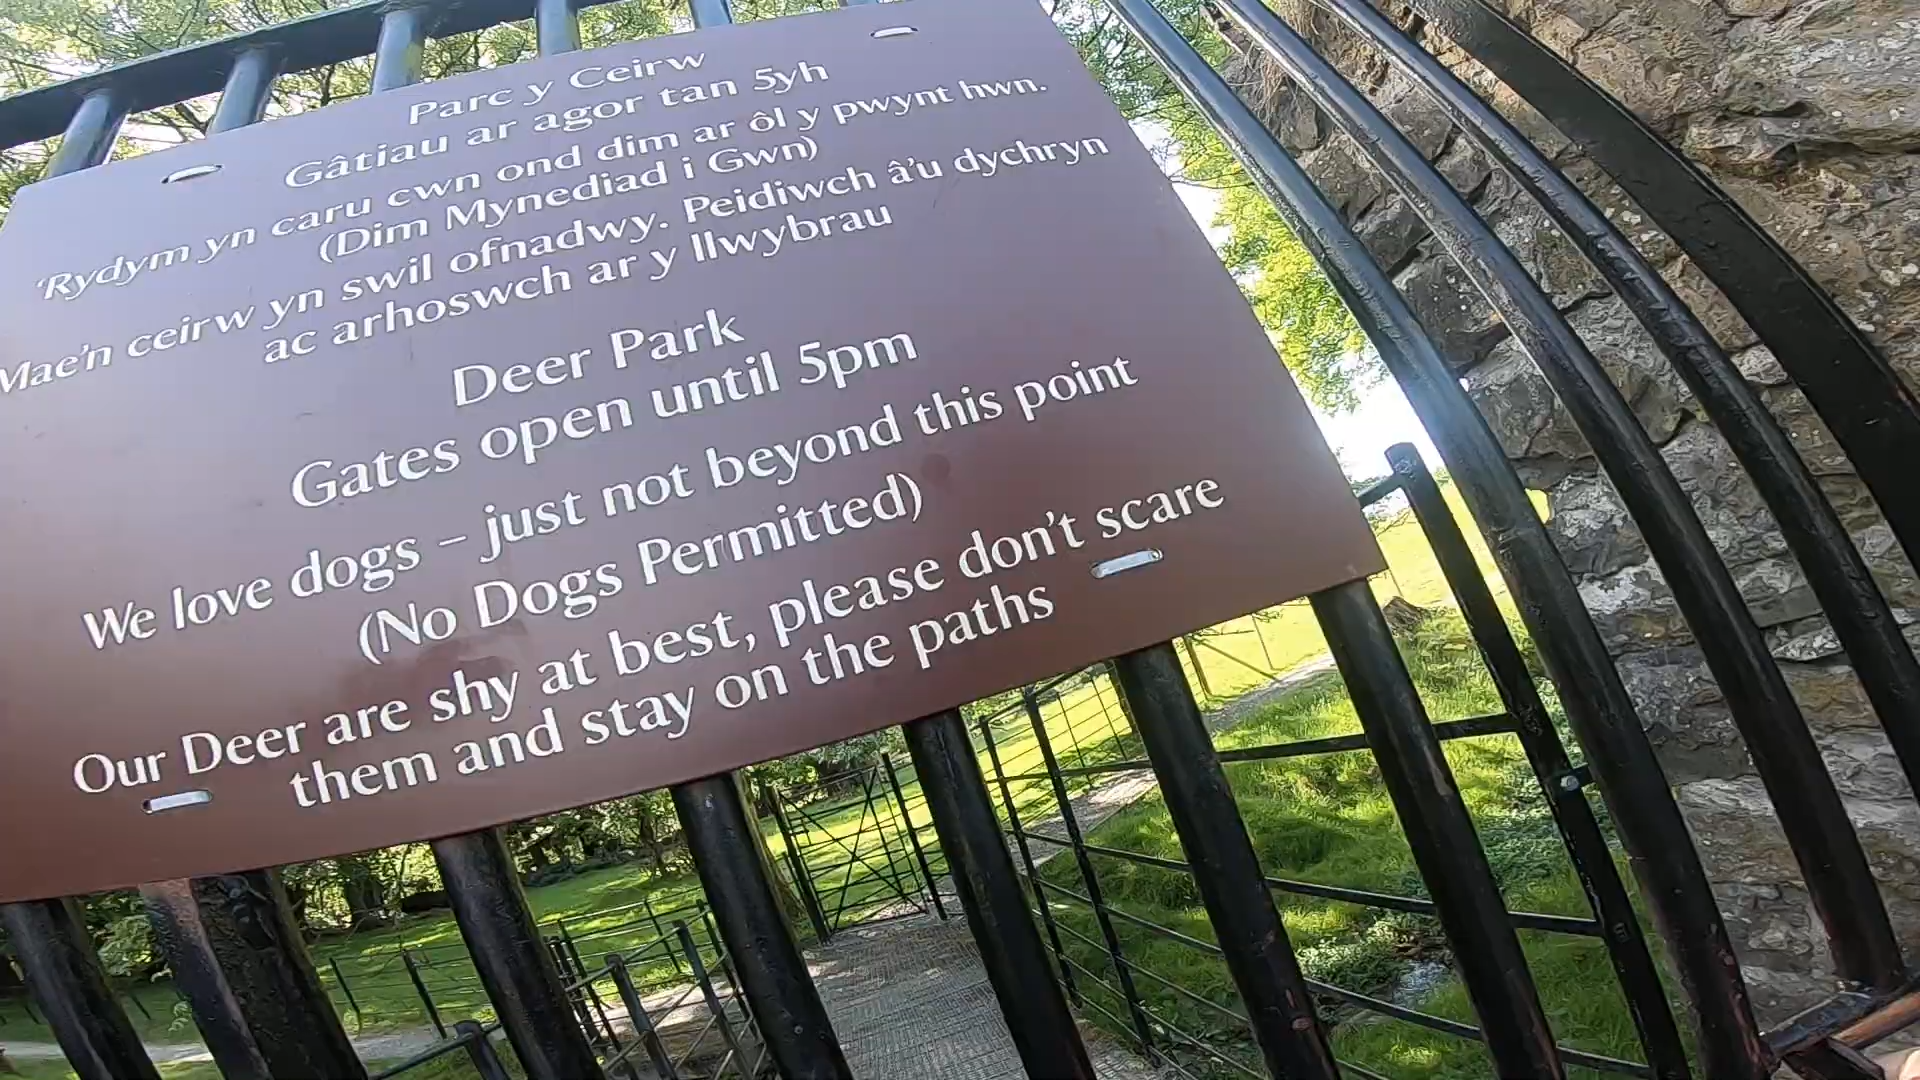 Parc y Ceirw
Gâtiau ar agor tan 5yh
'Rydym yn caru cwn ond dim ar ôl y pwynt hwn.
(Dim Mynediad i Gwn)
Mae'n ceirw yn swil ofnadwy. Peidiwch â'u dychryn
ac arhoswch ar y llwybrau
Deer Park
Gates open until 5pm
We love dogs – just not beyond this point
(No Dogs Permitted)
Our Deer are shy at best, please don't scare
them and stay on the paths